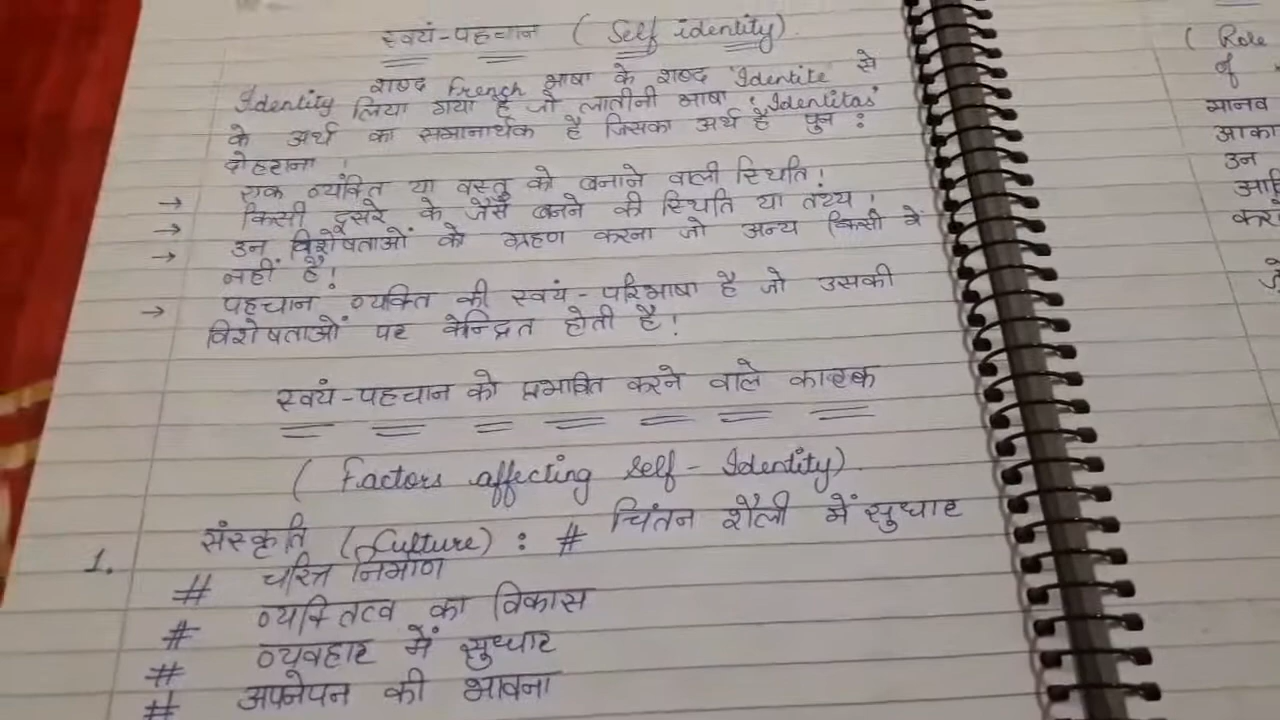 स्वयं-पहचान ( Self identity).
Identity शब्द French भाषा के शब्द 'Identite' से
लिया गया है जो लातीनी भाषा 'Identitas'
के अर्थ का समानार्थक है जिसका अर्थ है पुन :
दोहराना !
→ एक व्यक्ति या वस्तु को बनाने वाली स्थिति !
→ किसी दूसरे के जैसे बनने की स्थिति या तथ्य !
→ उन विशेषताओं को ग्रहण करना जो अन्य किसी में
नहीं है !
→ पहचान व्यक्ति की स्वयं - परिभाषा है जो उसकी
विशेषताओं पर केन्द्रित होती है !
स्वयं-पहचान को प्रभावित करने वाले कारक
( Factors affecting Self - Identity)
1. संस्कृति (Culture) : # चिंतन शैली में सुधार
# चरित्र निर्माण
# व्यक्तित्व का विकास
# व्यवहार में सुधार
# अपनेपन की भावना
( Role
of
मानव
आका
उन